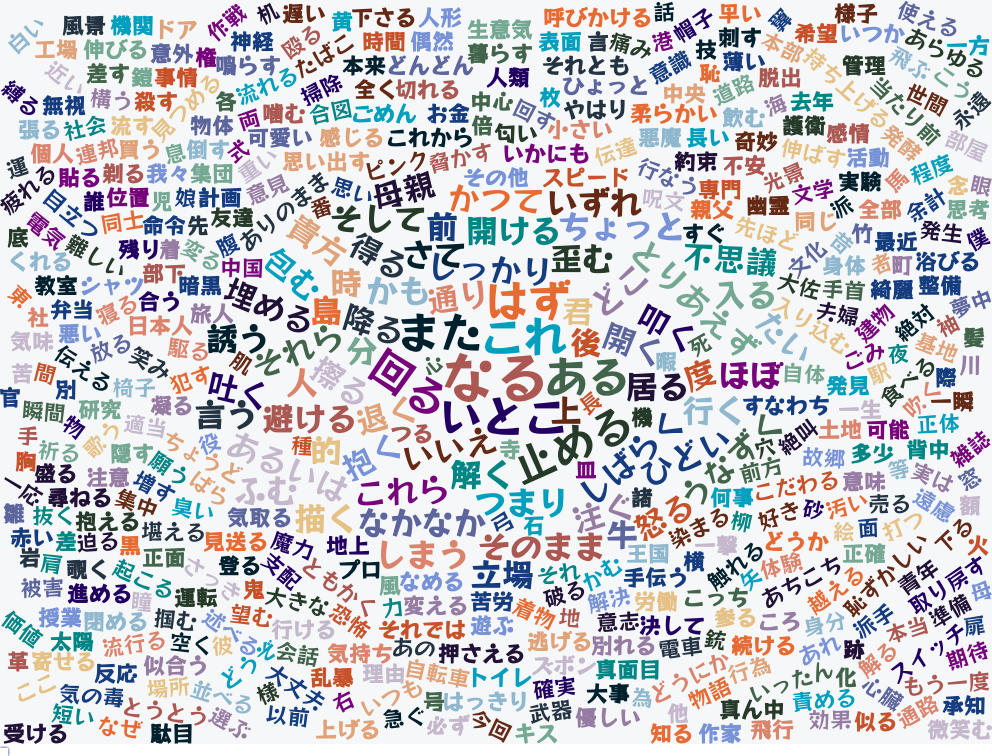 白い 風景 機関 ドア 作戦 机 遅い 黄 下さる 人形 生意気 呼びかける 話 帽子 早い 翼 様子 使える
工場 伸びる 意外 権 神経 殴る たばこ 時間 偶然 暮らす 表面 言 痛み 港 技 刺す 本部 希望 いつか あらゆる 一方
近い 差す 鎧 事情 鳴らす 本来 どんどん 人類 それとも 意識 恥 薄い 持ち上げる 管理 飛ぶ こう
縛る 無視 構う 殺す 見つめる 各 流れる 掃除 全く 切れる ひょっと 中央 道路 脱出 当たり前 世間 永遠
張る 社会 流す 物体 両 噛む 合図 ごめん お金 中心 回す 枚 やはり 柔らかい 飲む 海 去年 発酵
個人 連邦 買う 息 倒す 式 可愛い 感じる これから 倍 匂い 小さい 悪魔 長い 奇妙 護衛 感情 部屋
運 貼る 剃る 我々 集団 重い 思い出す ピンク 脅かす いかにも 伝達 行なう 約束 不安 伸ばす 活動 馬 程度
疲れる 目立つ 誰 位置 児 娘 計画 意見 ありのまま 思い 母親 その他 スピード 呪文 専門 光景 文学 実験 余計 念 眼
底 電気 同士 命令 先 友達 番 そして 前 かつて いずれ 親父 幽霊 同じ 派 全部 思考
難しい 残り 着 変る 腹 貴方 得る さて 開ける ちょっと すぐ 先ほど 文化 奇 竹 最近 発生 僕
くれる 部下 中国 包む 時 しっかり 歪む どこ とりあえず 不思議 身体 老 町 浴びる
東 教室 シャツ 暗黒 埋める かも 通り はず 君 入る 大佐 手首 綺麗 整備 夢中
社 弁当 寝る 合う 旅人 島 降る また これ 後 開く 叩く たい 入り込む 夫婦 建物 絶対 袖 髪
気味 悪い 日本人 誘う それら 分 心 暇 死 ごみ 夜 基地 川
苦 間 伝える 放る 笑み 駆る 肌 人 擦る 回る なる ある 居る 度 ほぼ 自体 発見 駅 食べる 際
官 別 椅子 犯す 吐く 退く いとこ 上 長 機 行く すなわち 一生 吹く 一瞬
瞬間 物 研究 凝る 言う 避ける つる いいえ 止める しばらく ひどい なずく 穴 絶叫 土地 可能 正体
手 祈る 歌う 適当 ちょうど 役 種 的 抱く 寺 目 う 前方 故郷 多少 背中 雑誌
胸 盛る 隠す 願う ばら あるいは 解く 諸 何事 こだわる 意味 等 実は 窓
一応 尋ねる 注意 増す 臭い ふむ これら つまり 注ぐ 怒る 柳 好き 砂 汚い 売る 遠慮 額
雛 抜く 抱える 集中 堪える 気取る 描く なかなか 弓 石 牛 染まる どうか 絵 面 打つ 下る
赤い 差 迫る 黒 見送る 魔力 地上 しまう そのまま 王国 一撃 触れる 体験 正確 火
岩 肩 覗く 起こる 正面 さっき 登る 支配 ともかく プロ 風 なめる 立場 それ かむ 手伝う 横 矢 あちこち 恥ずかしい 青年
被害 進める 瞳 運転 鬼 大きな 恐怖 力 変える 苦労 破る 解決 労働 こっち 越える 取り戻す 母
価値 授業 閉める 掴む 述べる 望む 行ける それでは 遊ぶ 着物 地 意志 決して 参る ころ 身分 派手 本当 準備
太陽 流行る 空く 彼 光 会話 気持ち あの 押さえる 逃げる 別れる 電車 銃 続ける あれ 跡 スイッチ 扉
革 寄せる 反応 似合う どう 乱暴 理由 自転車 トイレ ズボン 真面目 どうにか 行為 解る 期待
ここ 気の毒 場所 並べる 様 大丈夫 右 いつも 号 はっきり 確実 大事 為 物語 いったん 化 心臓 もう一度
短い とうとう 選ぶ 以前 武器 優しい 他 真ん中 責める 通路 承知
受ける なぜ 駄目 上げる 急ぐ 必ず 今回 キス 知る 作家 飛行 効果 似る 微笑む